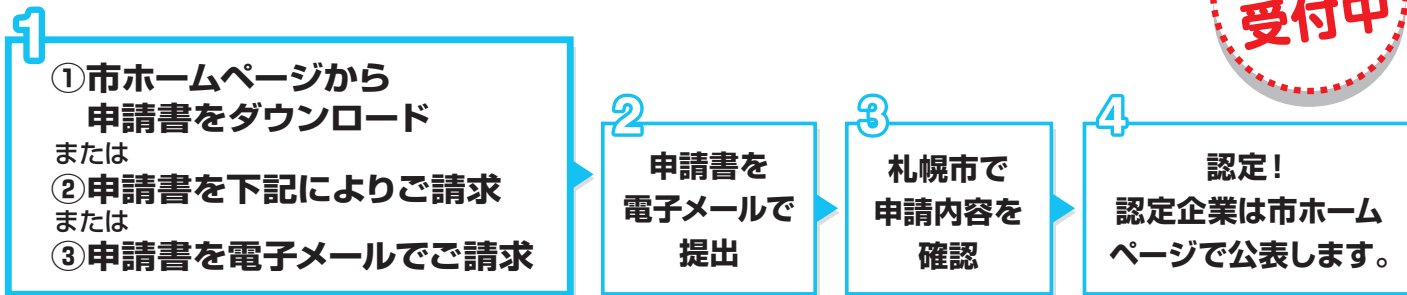 受付中
1
①市ホームページから
申請書をダウンロード
または
②申請書を下記によりご請求
または
③申請書を電子メールでご請求
2
申請書を
電子メールで
提出
3
札幌市で
申請内容を
確認
4
認定！
認定企業は市ホーム
ページで公表します。